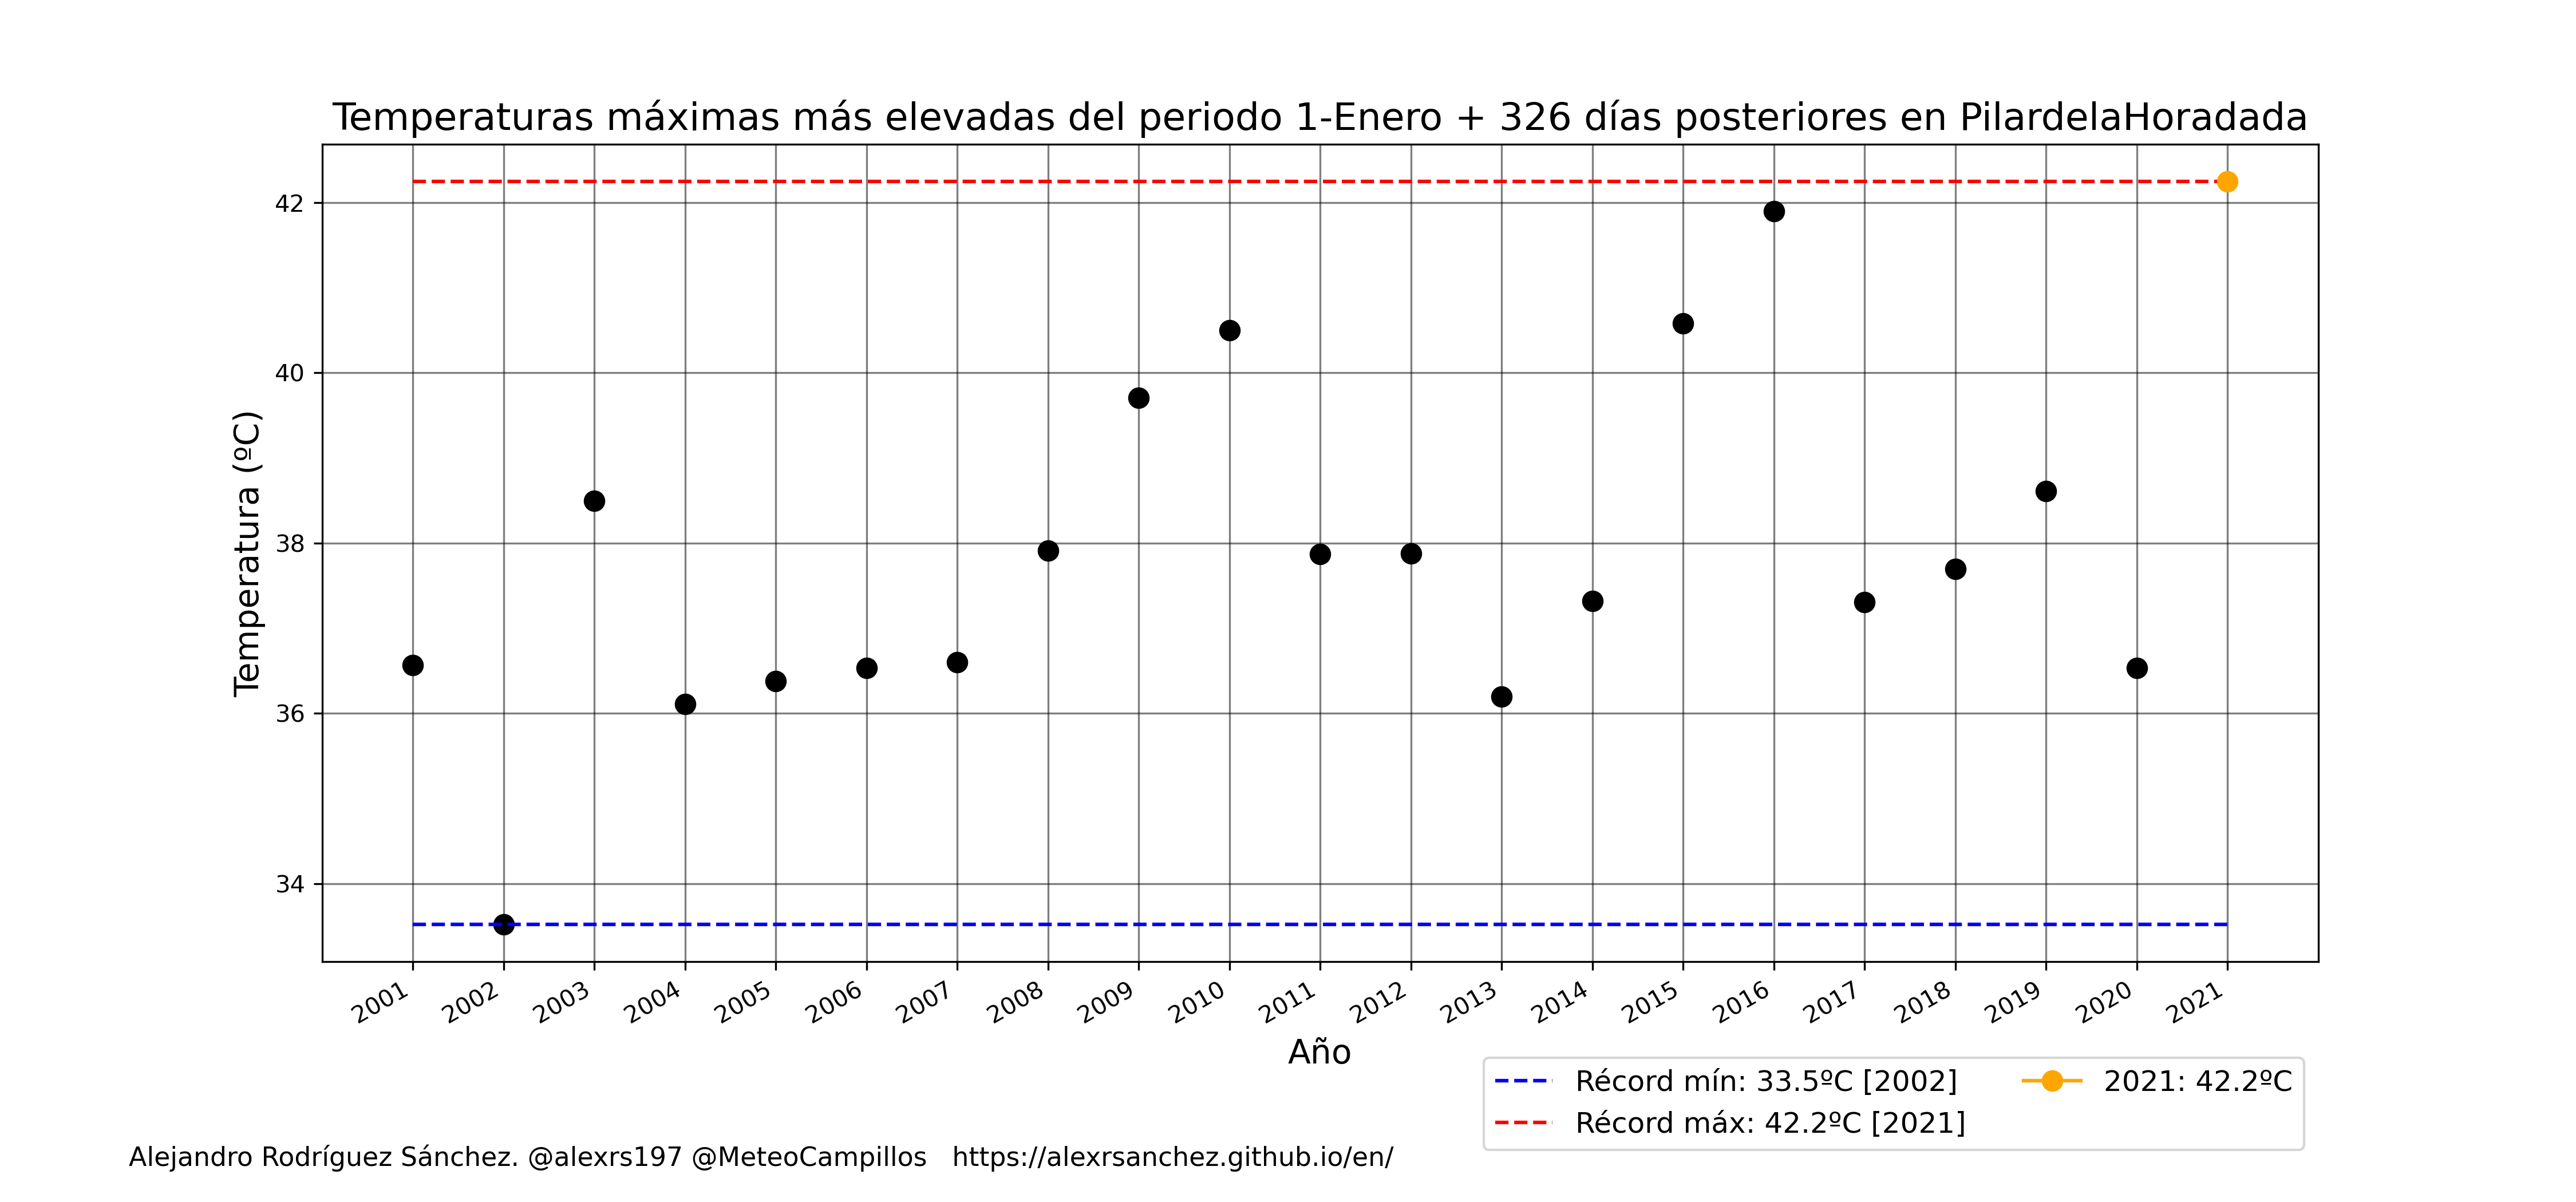 Temperaturas máximas más elevadas del periodo 1-Enero + 326 días posteriores en PilardelaHoradada
Temperatura (ºC)
42
40
38
36
34
2001 2002 2003 2004 2005 2006 2007 2008 2009 2010 2011 2012 2013 2014 2015 2016 2017 2018 2019 2020 2021
Año
Récord mín: 33.5ºC [2002] 2021: 42.2ºC
Récord máx: 42.2ºC [2021]
Alejandro Rodríguez Sánchez. @alexrs197 @MeteoCampillos https://alexrsanchez.github.io/en/